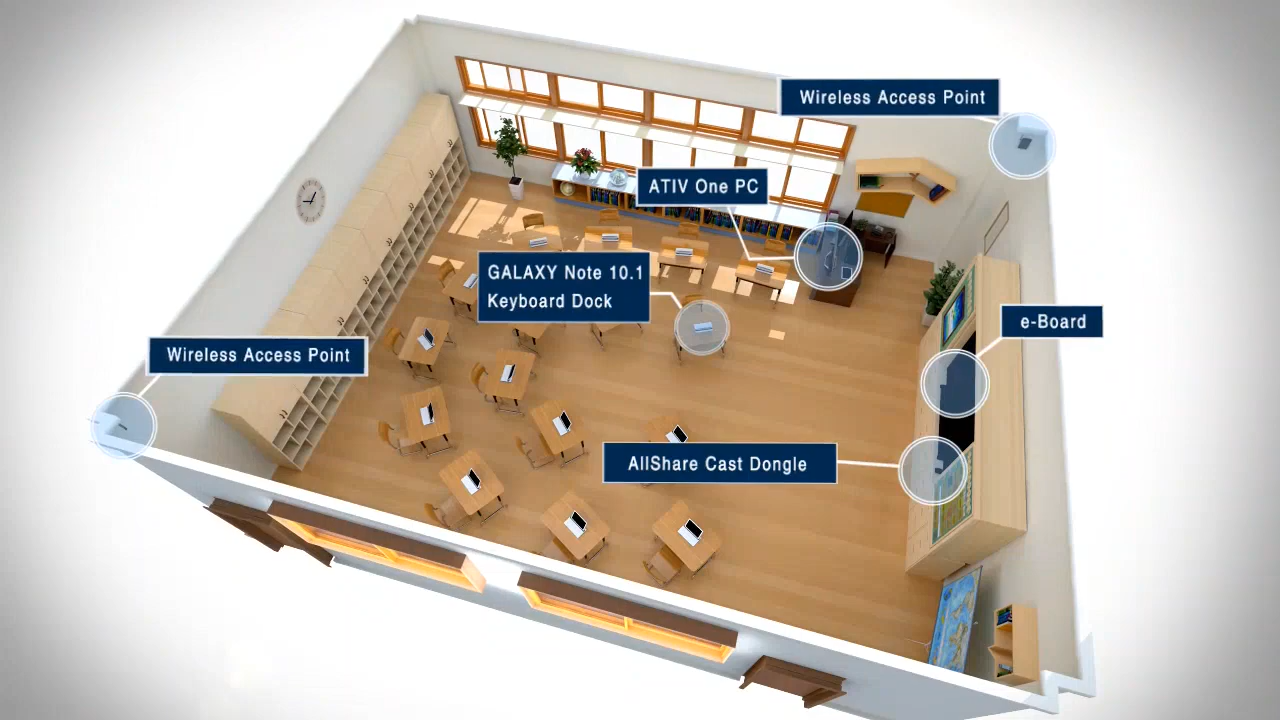 Wireless Access Point
ATIV One PC
GALAXY Note 10.1
Keyboard Dock
e-Board
Wireless Access Point
AllShare Cast Dongle